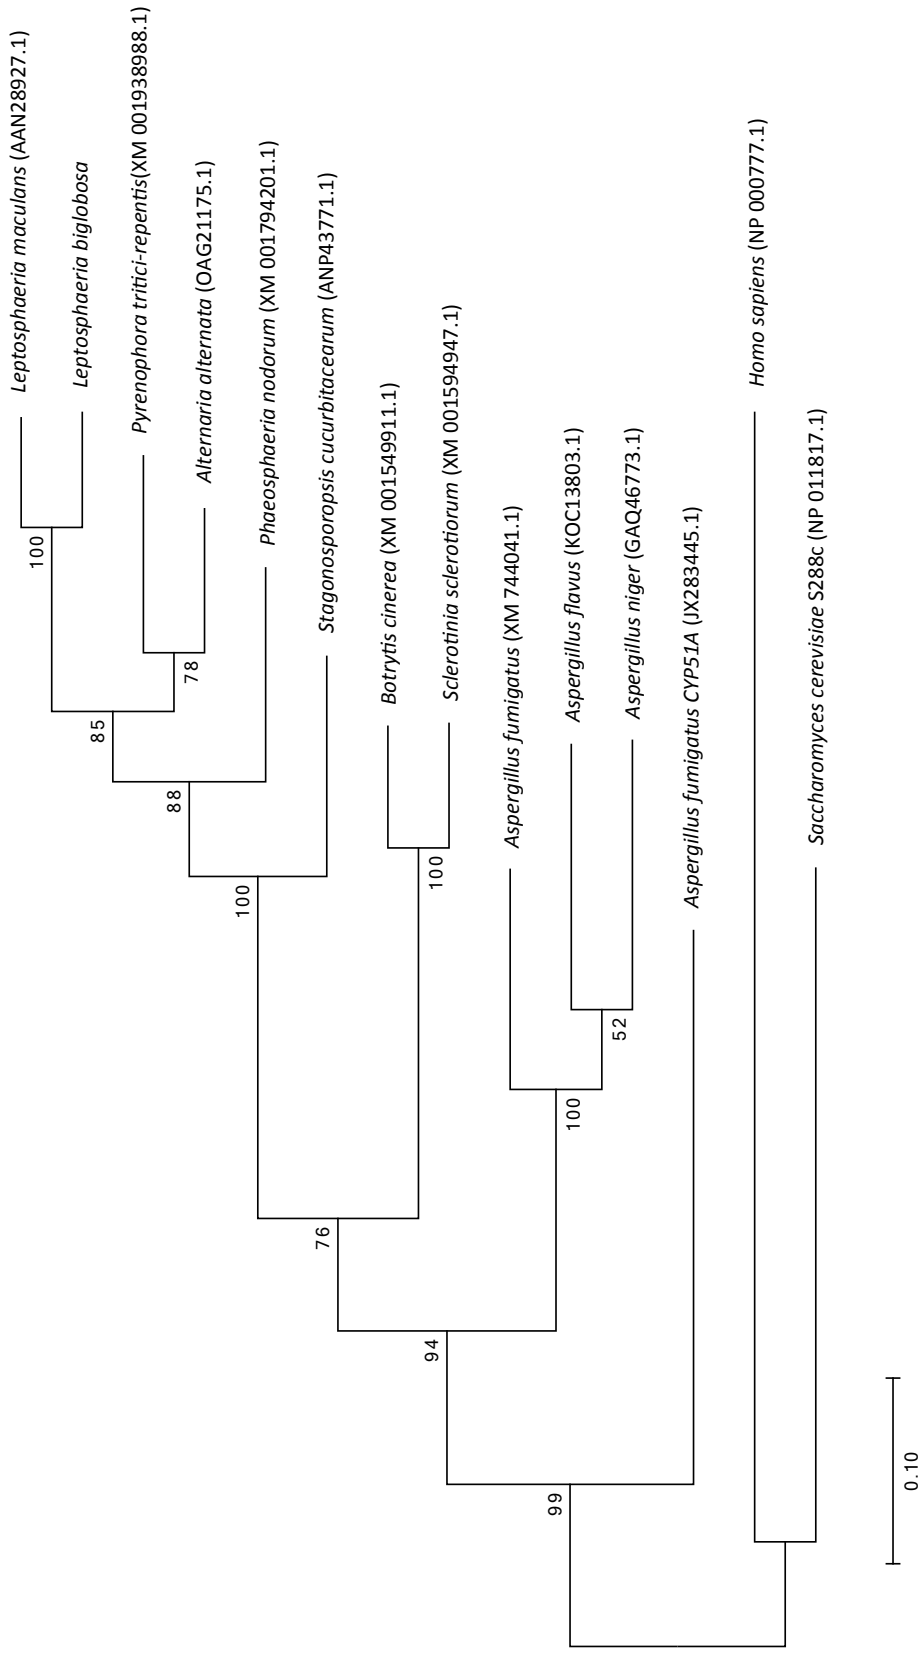 Leptosphaeria maculans (AAN28927.1)
Leptosphaeria biglobosa
Pyrenophora tritici-repentis(XM 001938988.1)
Alternaria alternata (OAG21175.1)
Phaeosphaeria nodorum (XM 001794201.1)
Stagonosporopsis cucurbitacearum (ANP43771.1)
Botrytis cinerea (XM 001549911.1)
Sclerotinia sclerotiorum (XM 001594947.1)
Aspergillus fumigatus (XM 744041.1)
Aspergillus flavus (KOC13803.1)
Aspergillus niger (GAQ46773.1)
Aspergillus fumigatus CYP51A (JX283445.1)
Homo sapiens (NP 000777.1)
Saccharomyces cerevisiae S288c (NP 011817.1)
100
78
85
88
100
100
52
100
76
94
99
0.10